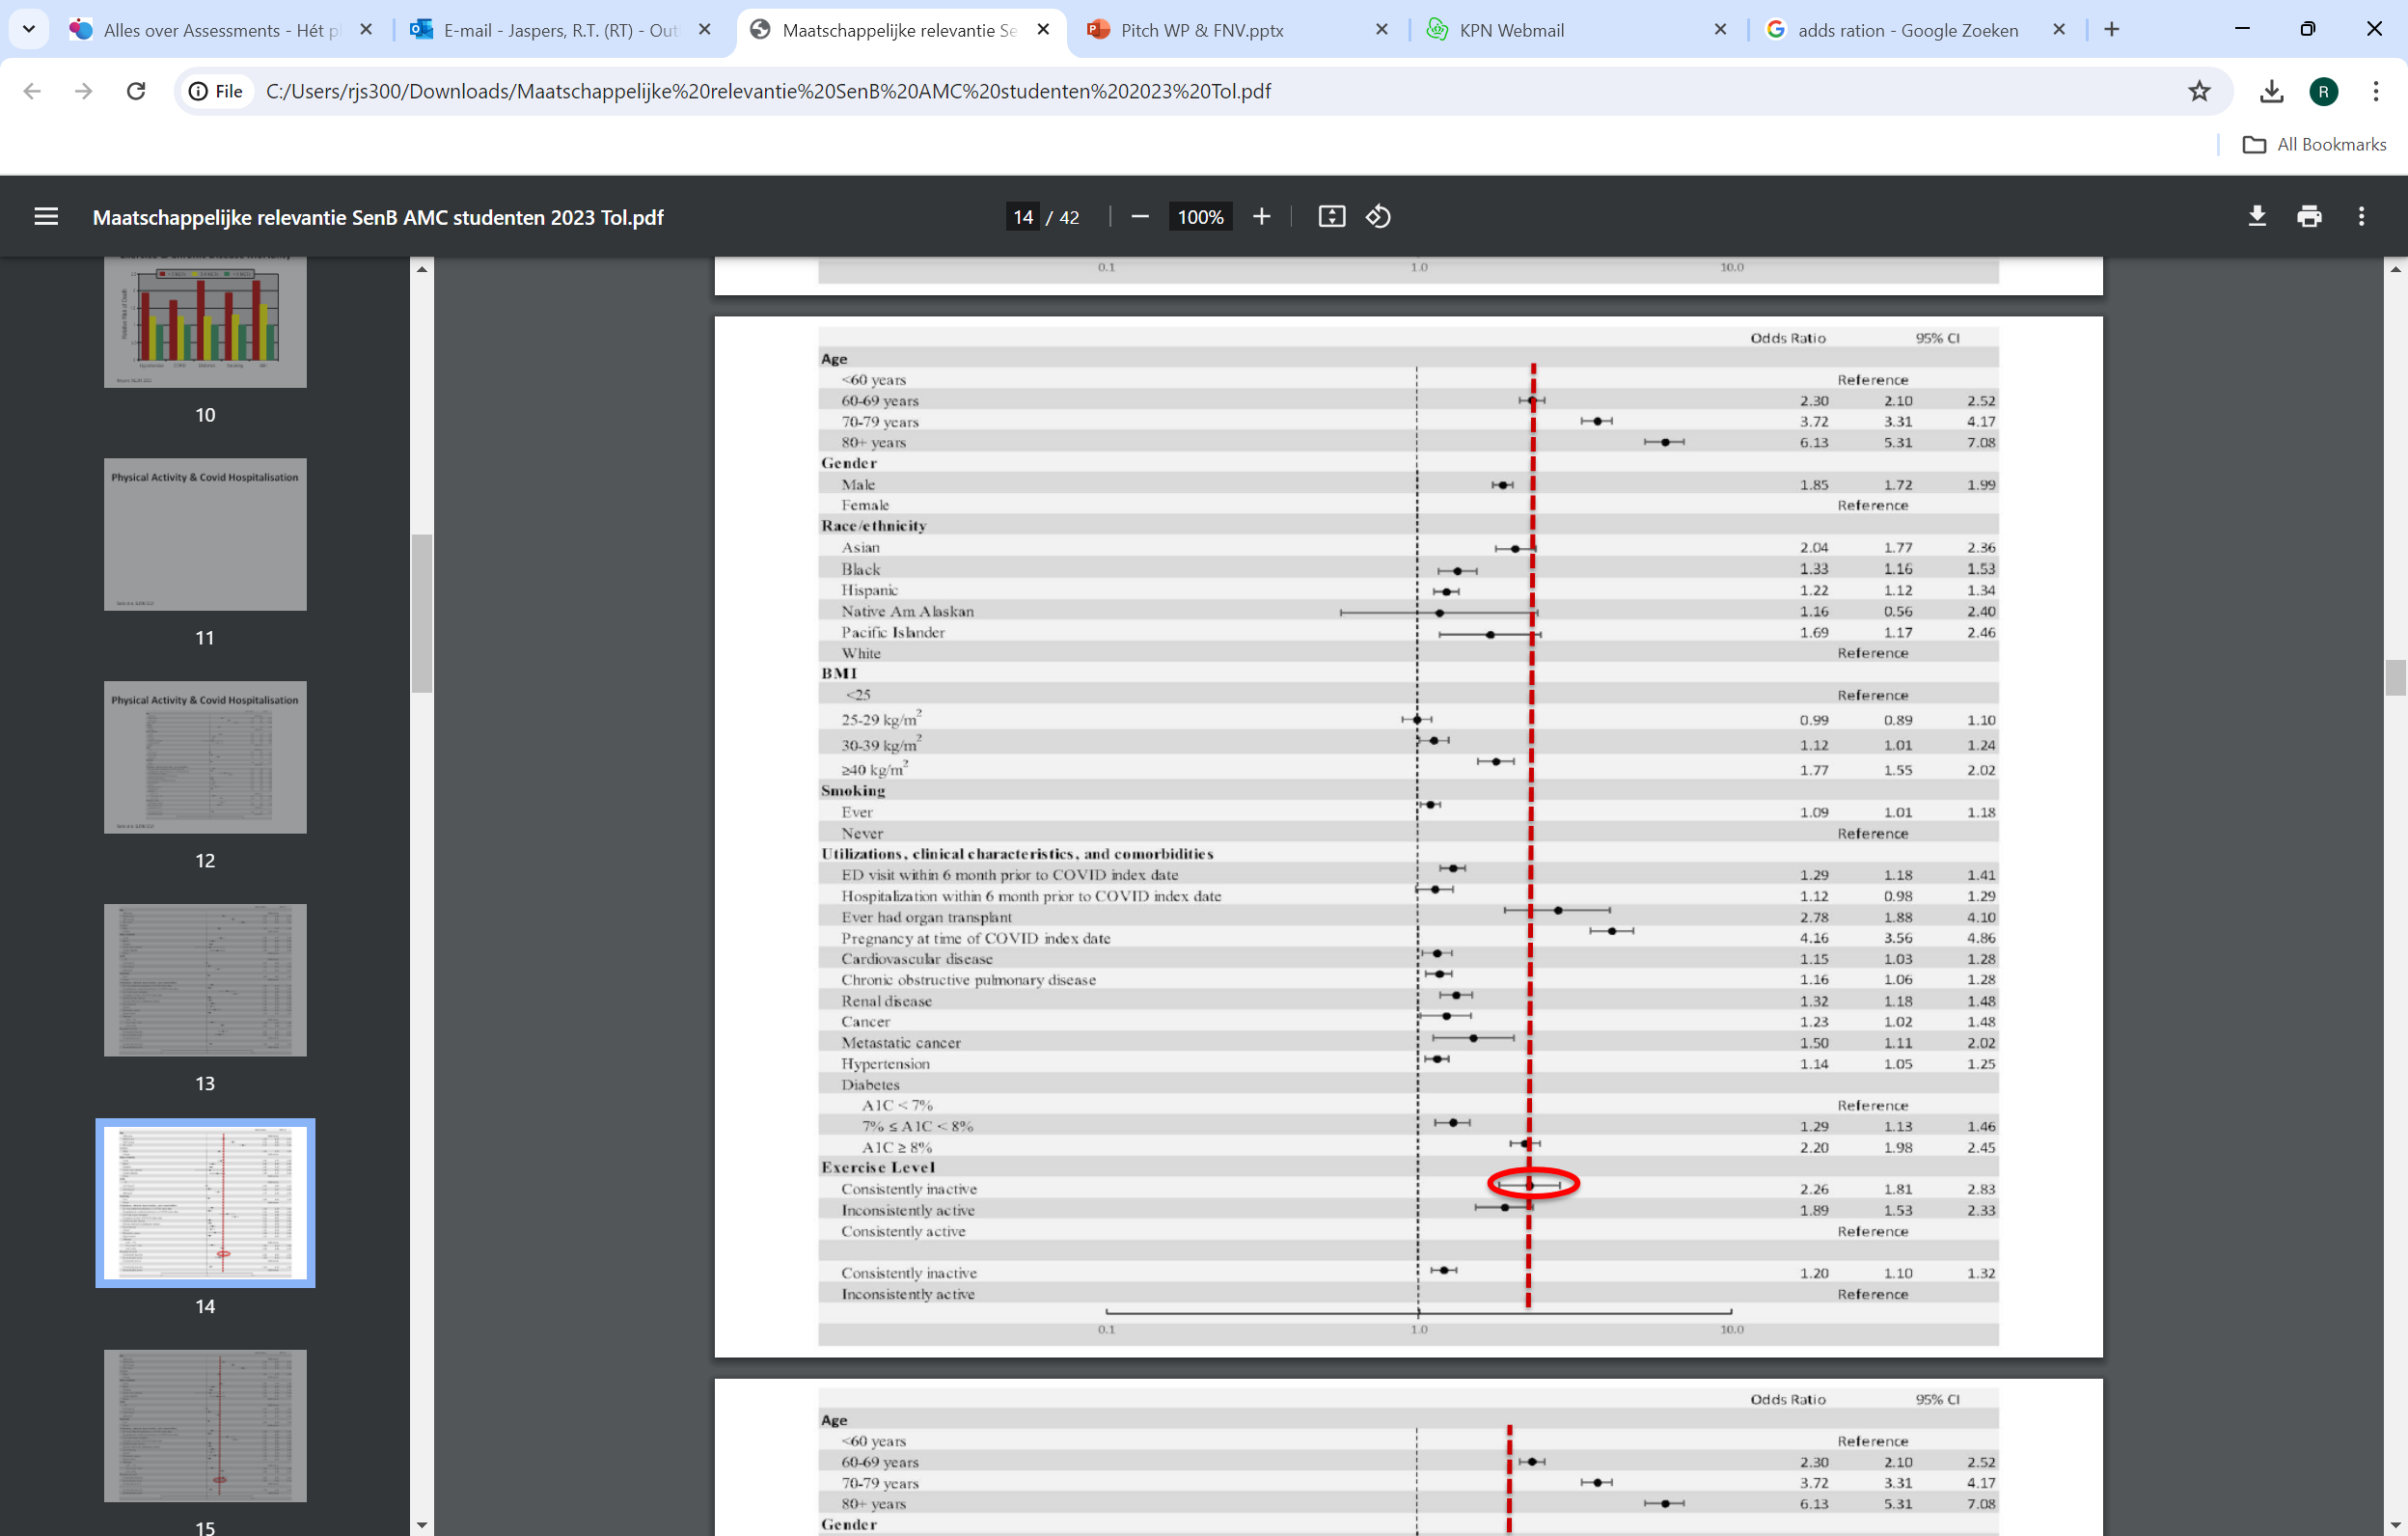 Alles over Assessments - Hét p
E-mail - Jaspers, R.T. (RT) - Out
Maatschappelijke relevantie Se
Pitch WP & FNV.pptx
KPN Webmail
adds ration - Google Zoeken
File C:/Users/rjs300/Downloads/Maatschappelijke%20relevantie%20SenB%20AMC%20studenten%202023%20Tol.pdf
R
All Bookmarks
Maatschappelijke relevantie SenB AMC studenten 2023 Tol.pdf
14 / 42
100%
10
Physical Activity & Covid Hospitalisation
11
Physical Activity & Covid Hospitalisation
12
13
14
15
0.1 1.0 10.0
Odds Ratio 95% CI
Age
<60 years Reference
60-69 years 2.30 2.10 2.52
70-79 years 3.72 3.31 4.17
80+ years 6.13 5.31 7.08
Gender
Male 1.85 1.72 1.99
Female Reference
Race/ethnicity
Asian 2.04 1.77 2.36
Black 1.33 1.16 1.53
Hispanic 1.22 1.12 1.34
Native Am Alaskan 1.16 0.56 2.40
Pacific Islander 1.69 1.17 2.46
White Reference
BMI
<25 Reference
25-29 kg/m² 0.99 0.89 1.10
30-39 kg/m² 1.12 1.01 1.24
≥40 kg/m² 1.77 1.55 2.02
Smoking
Ever 1.09 1.01 1.18
Never Reference
Utilizations, clinical characteristics, and comorbidities
ED visit within 6 month prior to COVID index date 1.29 1.18 1.41
Hospitalization within 6 month prior to COVID index date 1.12 0.98 1.29
Ever had organ transplant 2.78 1.88 4.10
Pregnancy at time of COVID index date 4.16 3.56 4.86
Cardiovascular disease 1.15 1.03 1.28
Chronic obstructive pulmonary disease 1.16 1.06 1.28
Renal disease 1.32 1.18 1.48
Cancer 1.23 1.02 1.48
Metastatic cancer 1.50 1.11 2.02
Hypertension 1.14 1.05 1.25
Diabetes
A1C < 7% Reference
7% ≤ A1C < 8% 1.29 1.13 1.46
A1C ≥ 8% 2.20 1.98 2.45
Exercise Level
Consistently inactive 2.26 1.81 2.83
Inconsistently active 1.89 1.53 2.33
Consistently active Reference
Consistently inactive 1.20 1.10 1.32
Inconsistently active Reference
0.1 1.0 10.0
Odds Ratio 95% CI
Age
<60 years Reference
60-69 years 2.30 2.10 2.52
70-79 years 3.72 3.31 4.17
80+ years 6.13 5.31 7.08
Gender